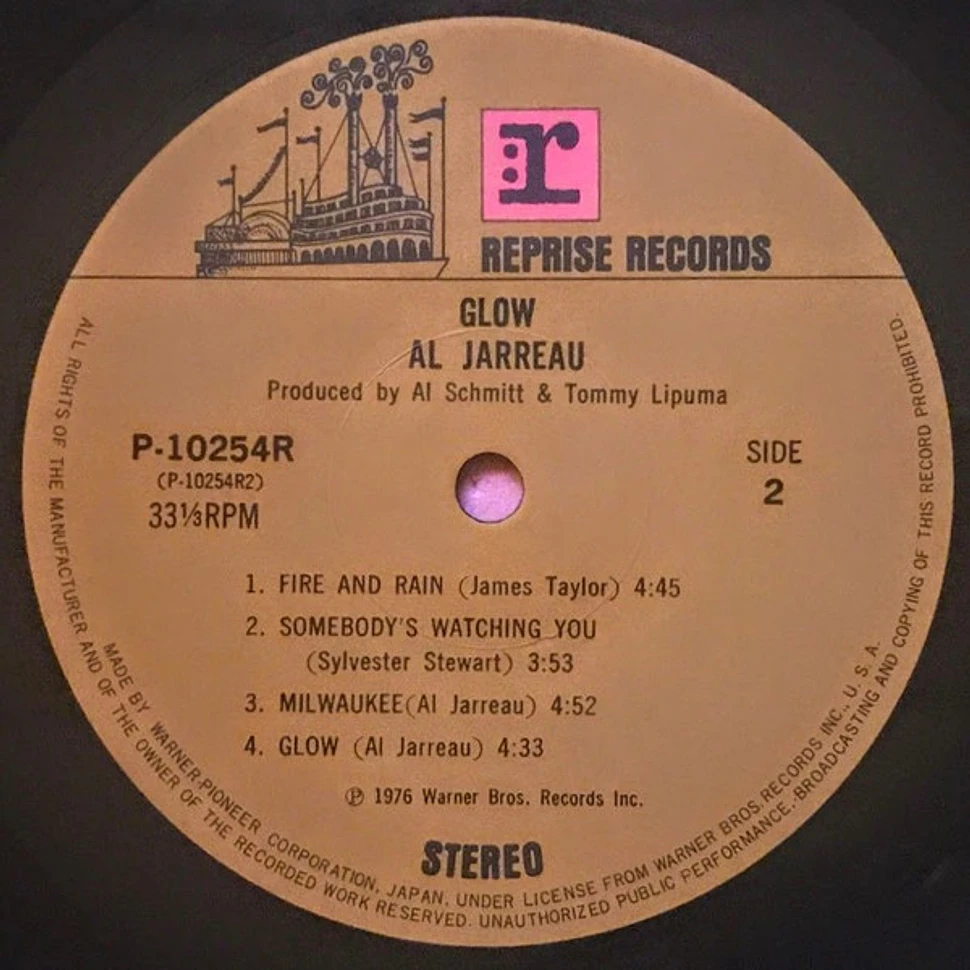 r
REPRISE RECORDS
GLOW
AL JARREAU
Produced by Al Schmitt & Tommy Lipuma
P-10254R
(P-10254R2)
33⅓RPM
SIDE
2
1. FIRE AND RAIN (James Taylor) 4:45
2. SOMEBODY'S WATCHING YOU
(Sylvester Stewart) 3:53
3. MILWAUKEE(Al Jarreau) 4:52
4. GLOW (Al Jarreau) 4:33
℗ 1976 Warner Bros. Records Inc.
STEREO
MADE BY WARNER-PIONEER CORPORATION, JAPAN, UNDER LICENSE FROM WARNER BROS. RECORDS INC., U. S. A.
ALL RIGHTS OF THE MANUFACTURER AND OF THE OWNER OF THE RECORDED WORK RESERVED. UNAUTHORIZED PUBLIC PERFORMANCE, BROADCASTING AND COPYING OF THIS RECORD PROHIBITED.